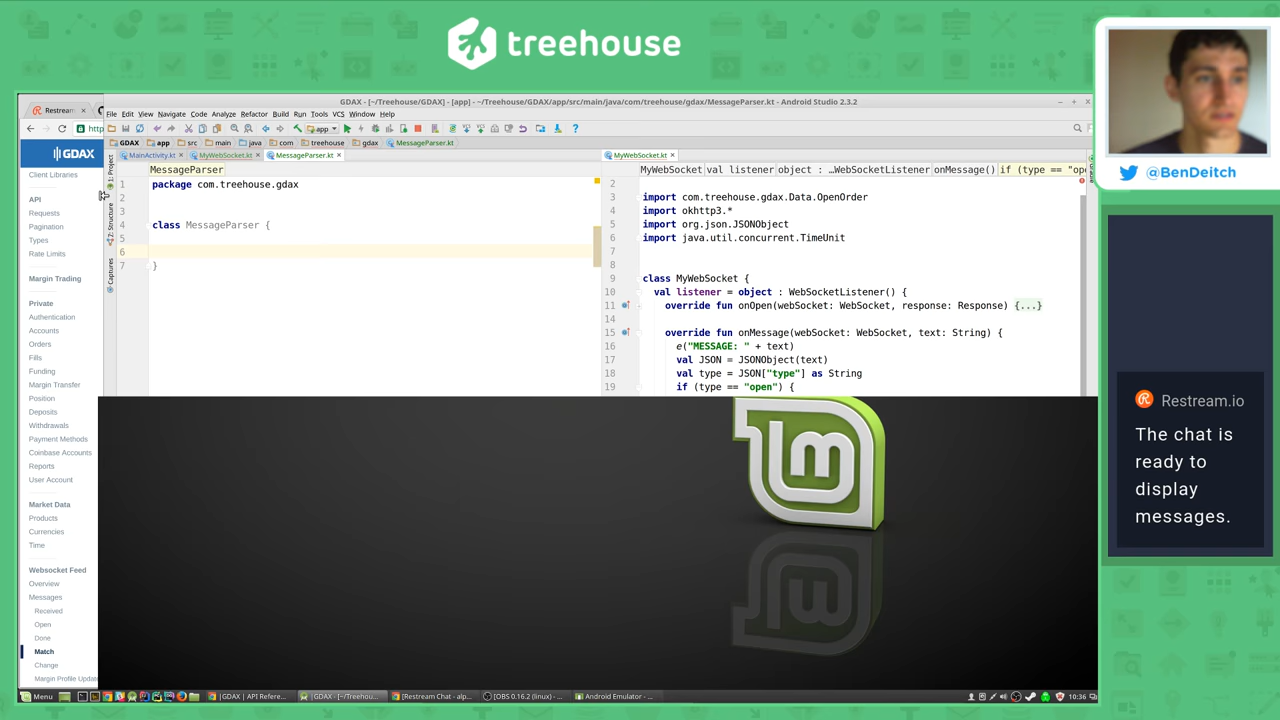 treehouse
@BenDeitch
Restream.io
The chat is
ready to
display
messages.
GDAX - [~/Treehouse/GDAX] - [app] - ~/Treehouse/GDAX/app/src/main/java/com/treehouse/gdax/MessageParser.kt - Android Studio 2.3.2
Restream
File Edit View Navigate Code Analyze Refactor Build Run Tools VCS Window Help
http
app
GDAX app src main java com treehouse gdax MessageParser.kt
MainActivity.kt MyWebSocket.kt MessageParser.kt MyWebSocket.kt
GDAX
Client Libraries
API
Requests
Pagination
Types
Rate Limits
Margin Trading
Private
Authentication
Accounts
Orders
Fills
Funding
Margin Transfer
Position
Deposits
Withdrawals
Payment Methods
Coinbase Accounts
Reports
User Account
Market Data
Products
Currencies
Time
Websocket Feed
Overview
Messages
Received
Open
Done
Match
Change
Margin Profile Update
1: Project
7: Structure
Captures
MessageParser
1 package com.treehouse.gdax
2
3
4 class MessageParser {
5
6
7 }
MyWebSocket val listener object : …WebSocketListener onMessage() if (type == "ope
2
3 import com.treehouse.gdax.Data.OpenOrder
4 import okhttp3.*
5 import org.json.JSONObject
6 import java.util.concurrent.TimeUnit
7
8
9 class MyWebSocket {
10 val listener = object : WebSocketListener() {
11 override fun onOpen(webSocket: WebSocket, response: Response) {...}
14
15 override fun onMessage(webSocket: WebSocket, text: String) {
16 e("MESSAGE: " + text)
17 val JSON = JSONObject(text)
18 val type = JSON["type"] as String
19 if (type == "open") {
lm
Menu
|GDAX | API Refere...
|GDAX - [~/Treehou...
[Restream Chat - alp...
[OBS 0.16.2 (linux) - ...
Android Emulator - ...
10:36